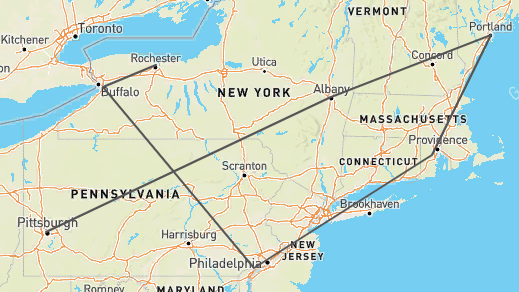 VERMONT
Portland
Toronto
Kitchener
Rochester
Utica
Concord
Buffalo
NEW YORK
Albany
MASSACHUSETTS
Providence
CONNECTICUT
Scranton
PENNSYLVANIA
Brookhaven
Pittsburgh
Harrisburg
NEW
JERSEY
Philadelphia
Romney
MARYLAND